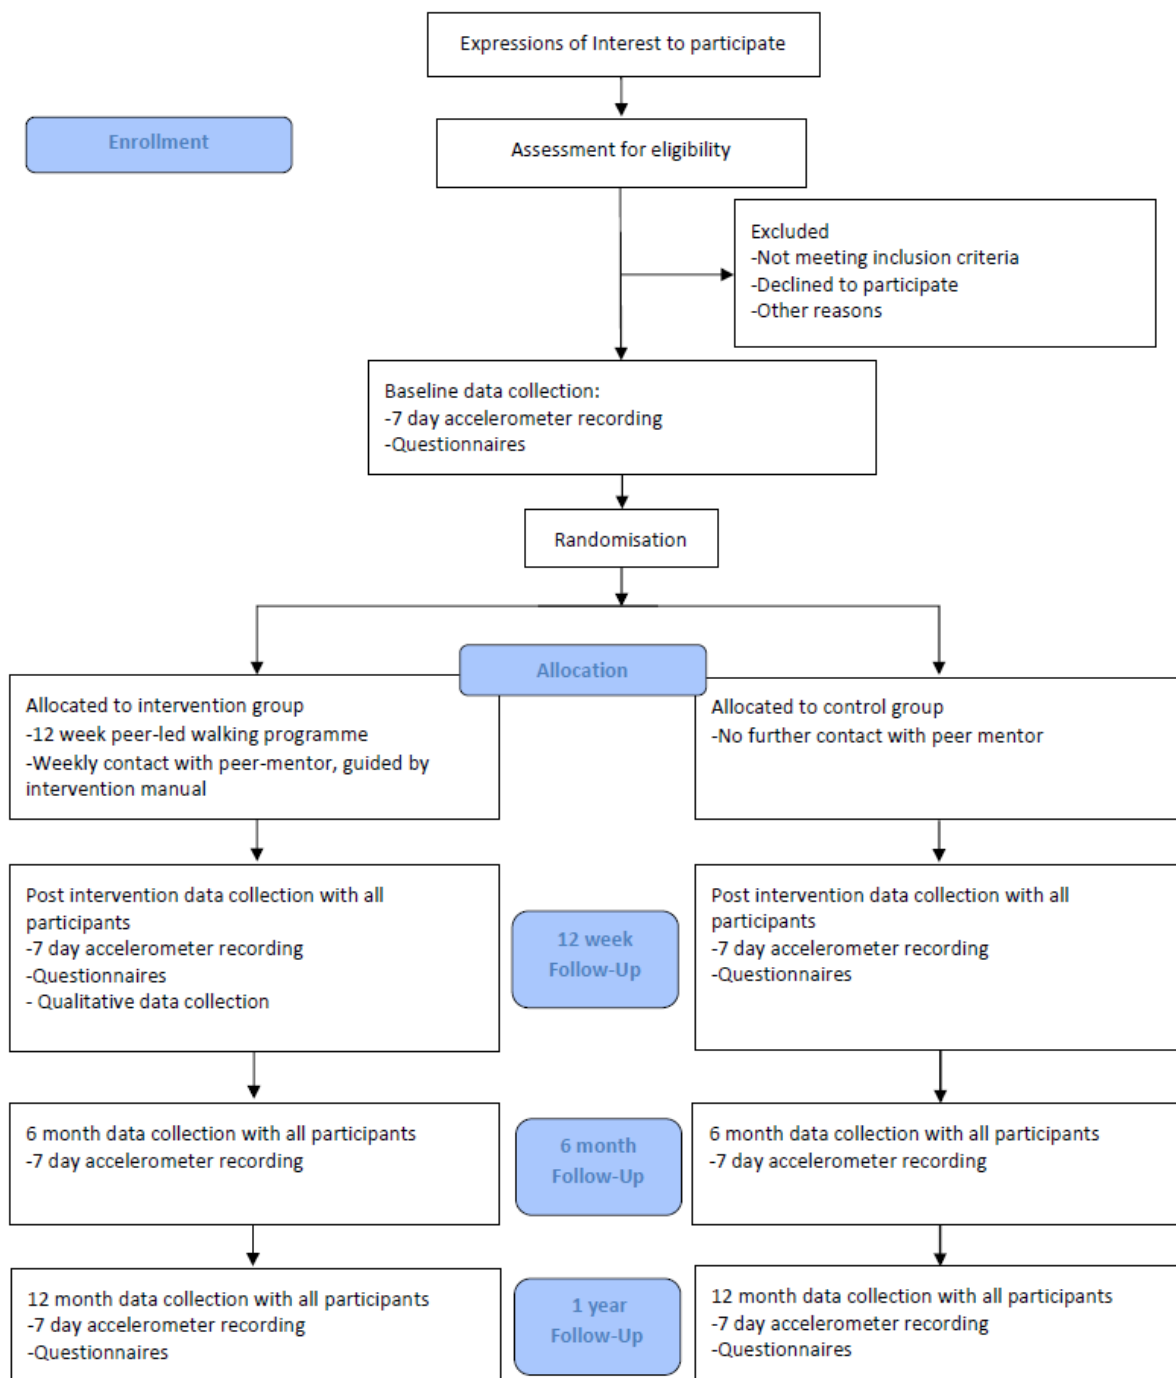 Expressions of Interest to participate
Enrollment
Assessment for eligibility
Excluded
-Not meeting inclusion criteria
-Declined to participate
-Other reasons
Baseline data collection:
-7 day accelerometer recording
-Questionnaires
Randomisation
Allocation
Allocated to intervention group
-12 week peer-led walking programme
-Weekly contact with peer-mentor, guided by
intervention manual
Allocated to control group
-No further contact with peer mentor
Post intervention data collection with all
participants
-7 day accelerometer recording
-Questionnaires
- Qualitative data collection
12 week
Follow-Up
Post intervention data collection with all
participants
-7 day accelerometer recording
-Questionnaires
6 month data collection with all participants
-7 day accelerometer recording
6 month
Follow-Up
6 month data collection with all participants
-7 day accelerometer recording
12 month data collection with all participants
-7 day accelerometer recording
-Questionnaires
1 year
Follow-Up
12 month data collection with all participants
-7 day accelerometer recording
-Questionnaires